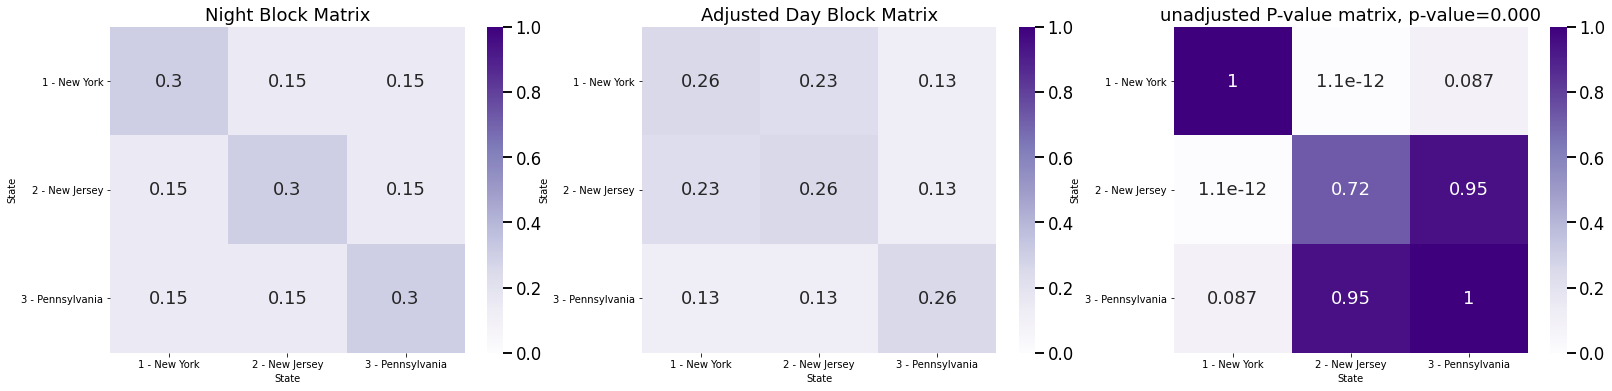 Night Block Matrix
1 - New York
2 - New Jersey
3 - Pennsylvania
State
0.3 0.15 0.15
0.15 0.3 0.15
0.15 0.15 0.3
1 - New York 2 - New Jersey 3 - Pennsylvania
State
1.0
0.8
0.6
0.4
0.2
0.0
Adjusted Day Block Matrix
1 - New York
2 - New Jersey
3 - Pennsylvania
State
0.26 0.23 0.13
0.23 0.26 0.13
0.13 0.13 0.26
1 - New York 2 - New Jersey 3 - Pennsylvania
State
1.0
0.8
0.6
0.4
0.2
0.0
unadjusted P-value matrix, p-value=0.000
1 - New York
2 - New Jersey
3 - Pennsylvania
State
1 1.1e-12 0.087
1.1e-12 0.72 0.95
0.087 0.95 1
1 - New York 2 - New Jersey 3 - Pennsylvania
State
1.0
0.8
0.6
0.4
0.2
0.0